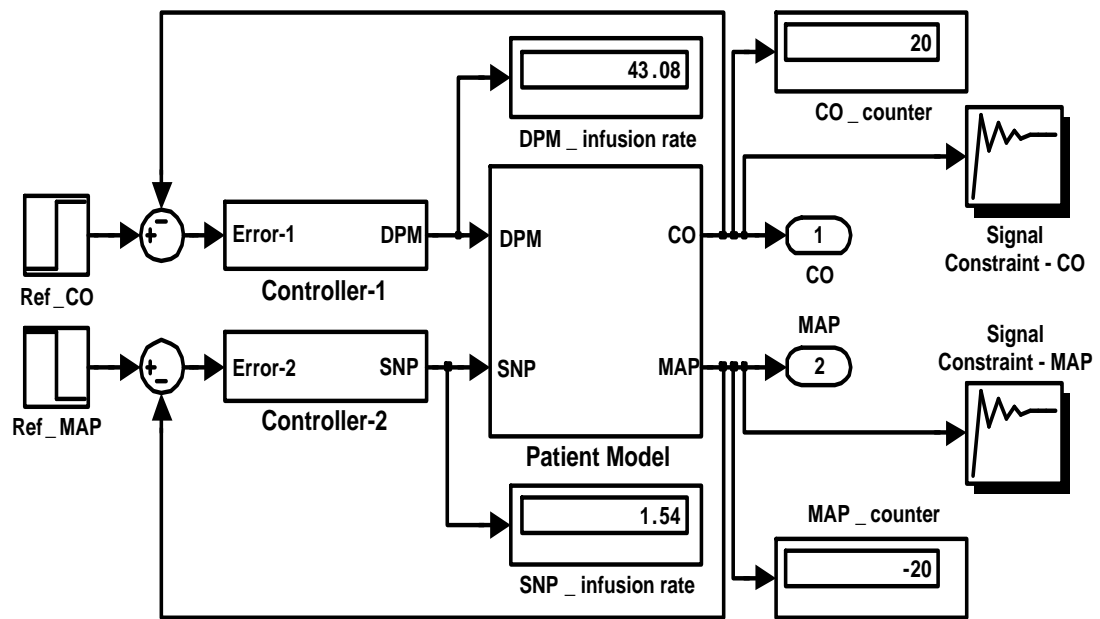 43.08
20
DPM _ infusion rate
CO _ counter
+
−
Error-1
DPM
DPM
CO
1
CO
Signal
Constraint - CO
Ref _CO
Controller-1
MAP
Signal
Constraint - MAP
+
−
Error-2
SNP
SNP
MAP
2
Ref _ MAP
Controller-2
Patient Model
1.54
MAP _ counter
-20
SNP _ infusion rate